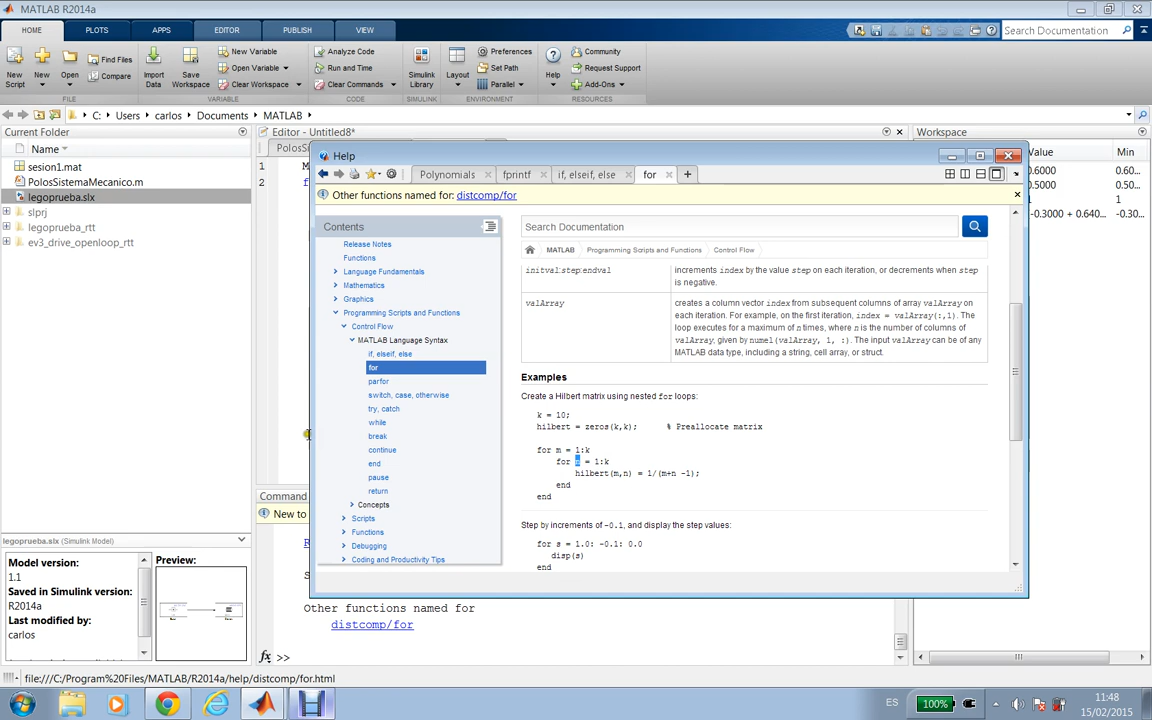 MATLAB R2014a
HOME PLOTS APPS EDITOR PUBLISH VIEW
Search Documentation
New Script
New
Open
Find Files
Compare
Import Data
Save Workspace
New Variable
Open Variable
Clear Workspace
Analyze Code
Run and Time
Clear Commands
Simulink Library
Layout
Preferences
Set Path
Parallel
Help
Community
Request Support
Add-Ons
FILE VARIABLE CODE SIMULINK ENVIRONMENT RESOURCES
C: Users carlos Documents MATLAB
Current Folder
Name
sesion1.mat
PolosSistemaMecanico.m
legoprueba.slx
slprj
legoprueba_rtt
ev3_drive_openloop_rtt
legoprueba.slx (Simulink Model)
Model version:
1.1
Saved in Simulink version:
R2014a
Last modified by:
carlos
Preview:
Editor - Untitled8*
PolosSi
1 M
2 f
Command
New to
Workspace
Value Min
0.6000 0.60...
0.5000 0.50...
1 1
-0.3000 + 0.640... -0.30...
Help
Polynomials fprintf if, elseif, else for
Other functions named for: distcomp/for
Contents
Release Notes
Functions
Language Fundamentals
Mathematics
Graphics
Programming Scripts and Functions
Control Flow
MATLAB Language Syntax
if, elseif, else
for
parfor
switch, case, otherwise
try, catch
while
break
continue
end
pause
return
Concepts
Scripts
Functions
Debugging
Coding and Productivity Tips
Search Documentation
MATLAB Programming Scripts and Functions Control Flow
initval:step:endval
increments index by the value step on each iteration, or decrements when step
is negative.
valArray
creates a column vector index from subsequent columns of array valArray on
each iteration. For example, on the first iteration, index = valArray(:,1). The
loop executes for a maximum of n times, where n is the number of columns of
valArray, given by numel(valArray, 1, :). The input valArray can be of any
MATLAB data type, including a string, cell array, or struct.
Examples
Create a Hilbert matrix using nested for loops:
k = 10;
hilbert = zeros(k,k); % Preallocate matrix
for m = 1:k
for n = 1:k
hilbert(m,n) = 1/(m+n -1);
end
end
Step by increments of -0.1, and display the step values:
for s = 1.0: -0.1: 0.0
disp(s)
end
Other functions named for
distcomp/for
fx >>
file:///C:/Program%20Files/MATLAB/R2014a/help/distcomp/for.html
ES
100%
11:48
15/02/2015